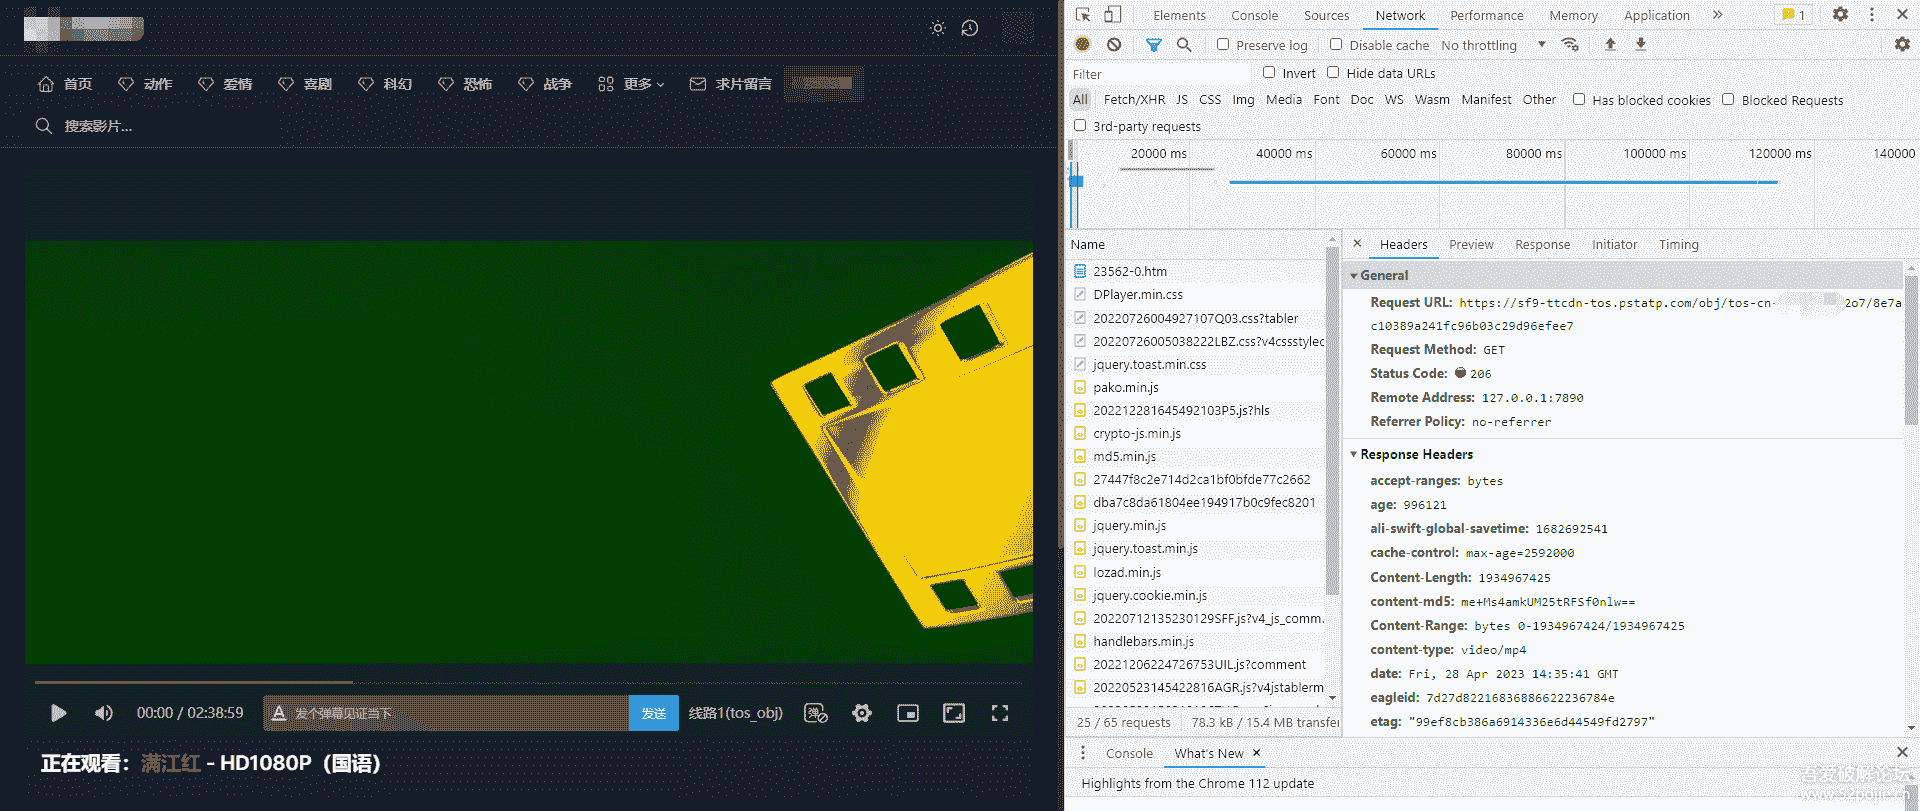 首页 动作 爱情 喜剧 科幻 恐怖 战争 更多 求片留言
搜索影片...
00:00 / 02:38:59
发个弹幕见证当下
发送
线路1(tos_obj)
弹
正在观看：满江红 - HD1080P（国语）
Elements Console Sources Network Performance Memory Application » 1
Preserve log Disable cache No throttling
Filter Invert Hide data URLs
All Fetch/XHR JS CSS Img Media Font Doc WS Wasm Manifest Other Has blocked cookies Blocked Requests
3rd-party requests
20000 ms 40000 ms 60000 ms 80000 ms 100000 ms 120000 ms 140000
Name
23562-0.htm
DPlayer.min.css
20220726004927107Q03.css?tabler
20220726005038222LBZ.css?v4cssstylec
jquery.toast.min.css
pako.min.js
202212281645492103P5.js?hls
crypto-js.min.js
md5.min.js
27447f8c2e714d2ca1bf0bfde77c2662
dba7c8da61804ee194917b0c9fec8201
jquery.min.js
jquery.toast.min.js
lozad.min.js
jquery.cookie.min.js
20220712135230129SFF.js?v4_js_comm.
handlebars.min.js
20221206224726753UIL.js?comment
20220523145422816AGR.js?v4jstablerm
25 / 65 requests 78.3 kB / 15.4 MB transfer
Headers Preview Response Initiator Timing
General
Request URL: https://sf9-ttcdn-tos.pstatp.com/obj/tos-cn- 2o7/8e7a
c10389a241fc96b03c29d96efee7
Request Method: GET
Status Code: 206
Remote Address: 127.0.0.1:7890
Referrer Policy: no-referrer
Response Headers
accept-ranges: bytes
age: 996121
ali-swift-global-savetime: 1682692541
cache-control: max-age=2592000
Content-Length: 1934967425
content-md5: me+Ms4amkUM25tRFSf0nlw==
Content-Range: bytes 0-1934967424/1934967425
content-type: video/mp4
date: Fri, 28 Apr 2023 14:35:41 GMT
eagleid: 7d27d82216836886622236784e
etag: "99ef8cb386a6914336e6d44549fd2797"
Console What's New
Highlights from the Chrome 112 update
吾爱破解论坛
www.52pojie.cn